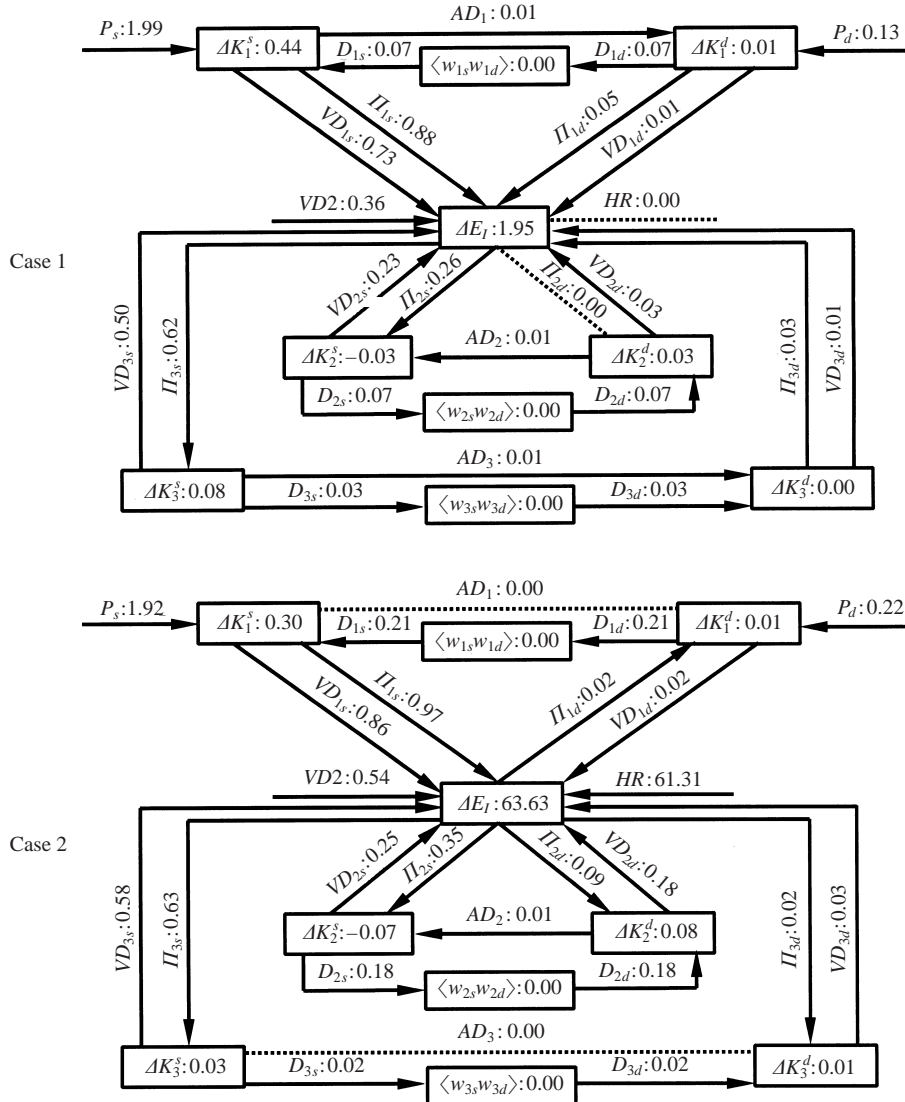 AD₁ : 0.01
Pₛ : 1.99
ΔK₁ˢ : 0.44
D₁ₛ : 0.07
⟨w₁ₛw₁d⟩ : 0.00
D₁d : 0.07
ΔK₁ᵈ : 0.01
P_d : 0.13
VD₁ₛ : 0.73
Π₁ₛ : 0.88
Π₁d : 0.05
VD₁d : 0.01
VD2 : 0.36
HR : 0.00
ΔE_I : 1.95
Case 1
VD₃ₛ : 0.50
Π₃ₛ : 0.62
VD₂ₛ : 0.23
Π₂ₛ : 0.26
Π₂d : 0.00
VD₂d : 0.03
Π₃d : 0.03
VD₃d : 0.01
ΔK₂ˢ : −0.03
AD₂ : 0.01
ΔK₂ᵈ : 0.03
D₂ₛ : 0.07
⟨w₂ₛw₂d⟩ : 0.00
D₂d : 0.07
AD₃ : 0.01
ΔK₃ˢ : 0.08
D₃ₛ : 0.03
⟨w₃ₛw₃d⟩ : 0.00
D₃d : 0.03
ΔK₃ᵈ : 0.00
AD₁ : 0.00
Pₛ : 1.92
ΔK₁ˢ : 0.30
D₁ₛ : 0.21
⟨w₁ₛw₁d⟩ : 0.00
D₁d : 0.21
ΔK₁ᵈ : 0.01
P_d : 0.22
VD₁ₛ : 0.86
Π₁ₛ : 0.97
Π₁d : 0.02
VD₁d : 0.02
VD2 : 0.54
HR : 61.31
ΔE_I : 63.63
Case 2
VD₃ₛ : 0.58
Π₃ₛ : 0.63
VD₂ₛ : 0.25
Π₂ₛ : 0.35
Π₂d : 0.09
VD₂d : 0.18
Π₃d : 0.02
VD₃d : 0.03
ΔK₂ˢ : −0.07
AD₂ : 0.01
ΔK₂ᵈ : 0.08
D₂ₛ : 0.18
⟨w₂ₛw₂d⟩ : 0.00
D₂d : 0.18
AD₃ : 0.00
ΔK₃ˢ : 0.03
D₃ₛ : 0.02
⟨w₃ₛw₃d⟩ : 0.00
D₃d : 0.02
ΔK₃ᵈ : 0.01